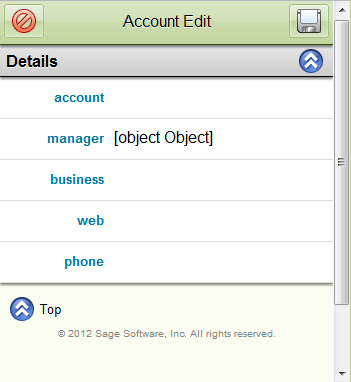 Account Edit
Details
account
manager [object Object]
business
web
phone
Top
© 2012 Sage Software, Inc. All rights reserved.